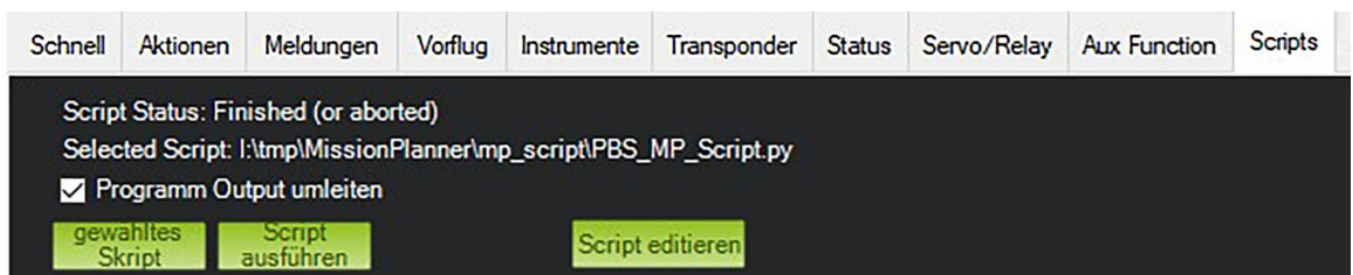 Schnell Aktionen Meldungen Vorflug Instrumente Transponder Status Servo/Relay Aux Function Scripts
Script Status: Finished (or aborted)
Selected Script: I:\tmp\MissionPlanner\mp_script\PBS_MP_Script.py
Programm Output umleiten
gewähltes Skript
Script ausführen
Script editieren